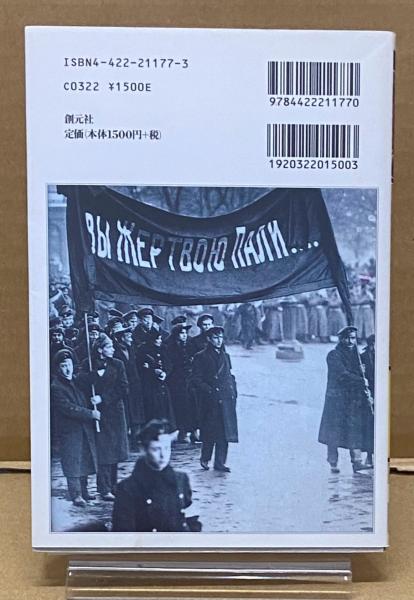 ISBN4-422-21177-3
C0322 ¥1500E
創元社
定価(本体1500円+税)
9784422211770
1920322015003
ВЫ ЖЕРТВОЮ ПАЛИ....